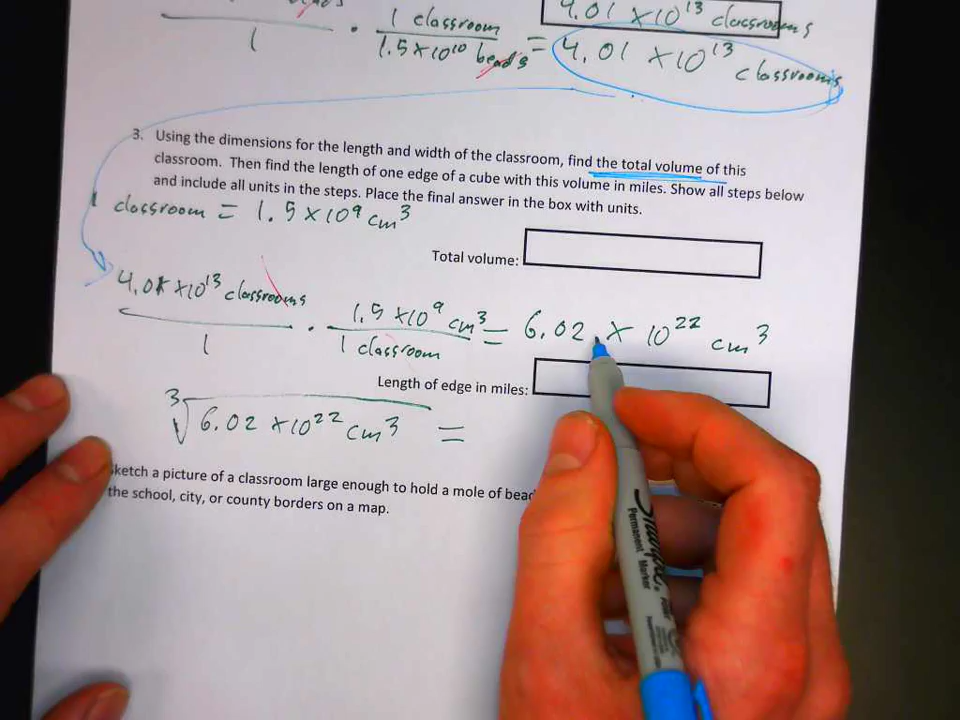 1 classroom
4.01 × 10¹³ classrooms
1 · 1.5 × 10¹⁰ beads = 4.01 × 10¹³ classrooms
3. Using the dimensions for the length and width of the classroom, find the total volume of this
classroom. Then find the length of one edge of a cube with this volume in miles. Show all steps below
and include all units in the steps. Place the final answer in the box with units.
1 classroom = 1.5 × 10⁹ cm³
Total volume:
4.01 × 10¹³ classrooms · 1.5 × 10⁹ cm³ = 6.02 × 10²² cm³
1 1 classroom
Length of edge in miles:
³√6.02 × 10²² cm³ =
ketch a picture of a classroom large enough to hold a mole of bead
the school, city, or county borders on a map.
Sharpie.
Permanent Marker